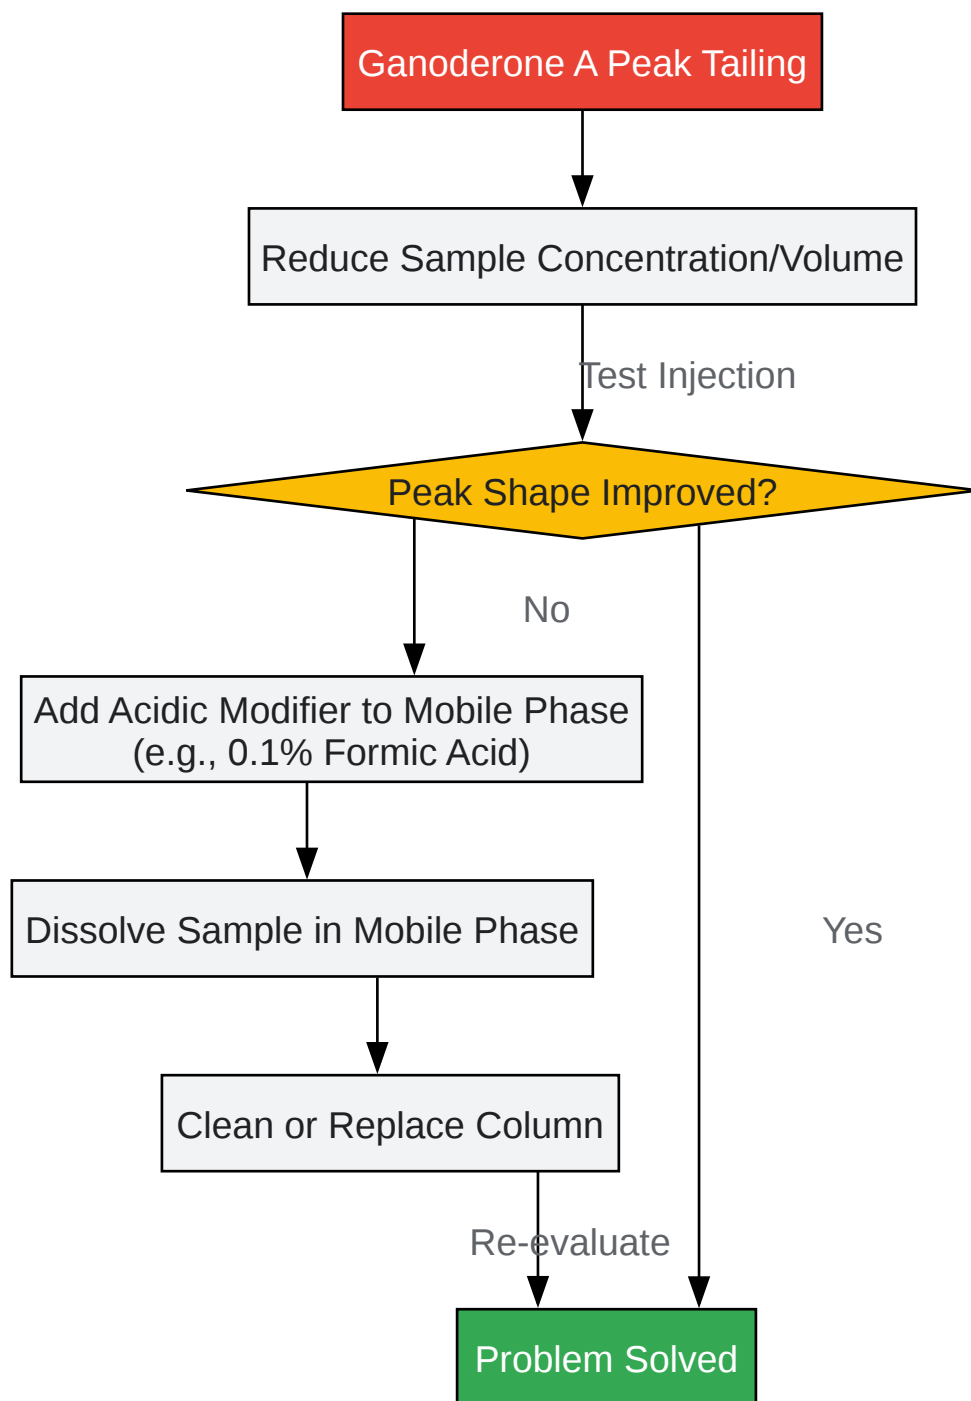 Ganoderone A Peak Tailing
Reduce Sample Concentration/Volume
Test Injection
Peak Shape Improved?
No
Add Acidic Modifier to Mobile Phase
(e.g., 0.1% Formic Acid)
Dissolve Sample in Mobile Phase
Yes
Clean or Replace Column
Re-evaluate
Problem Solved